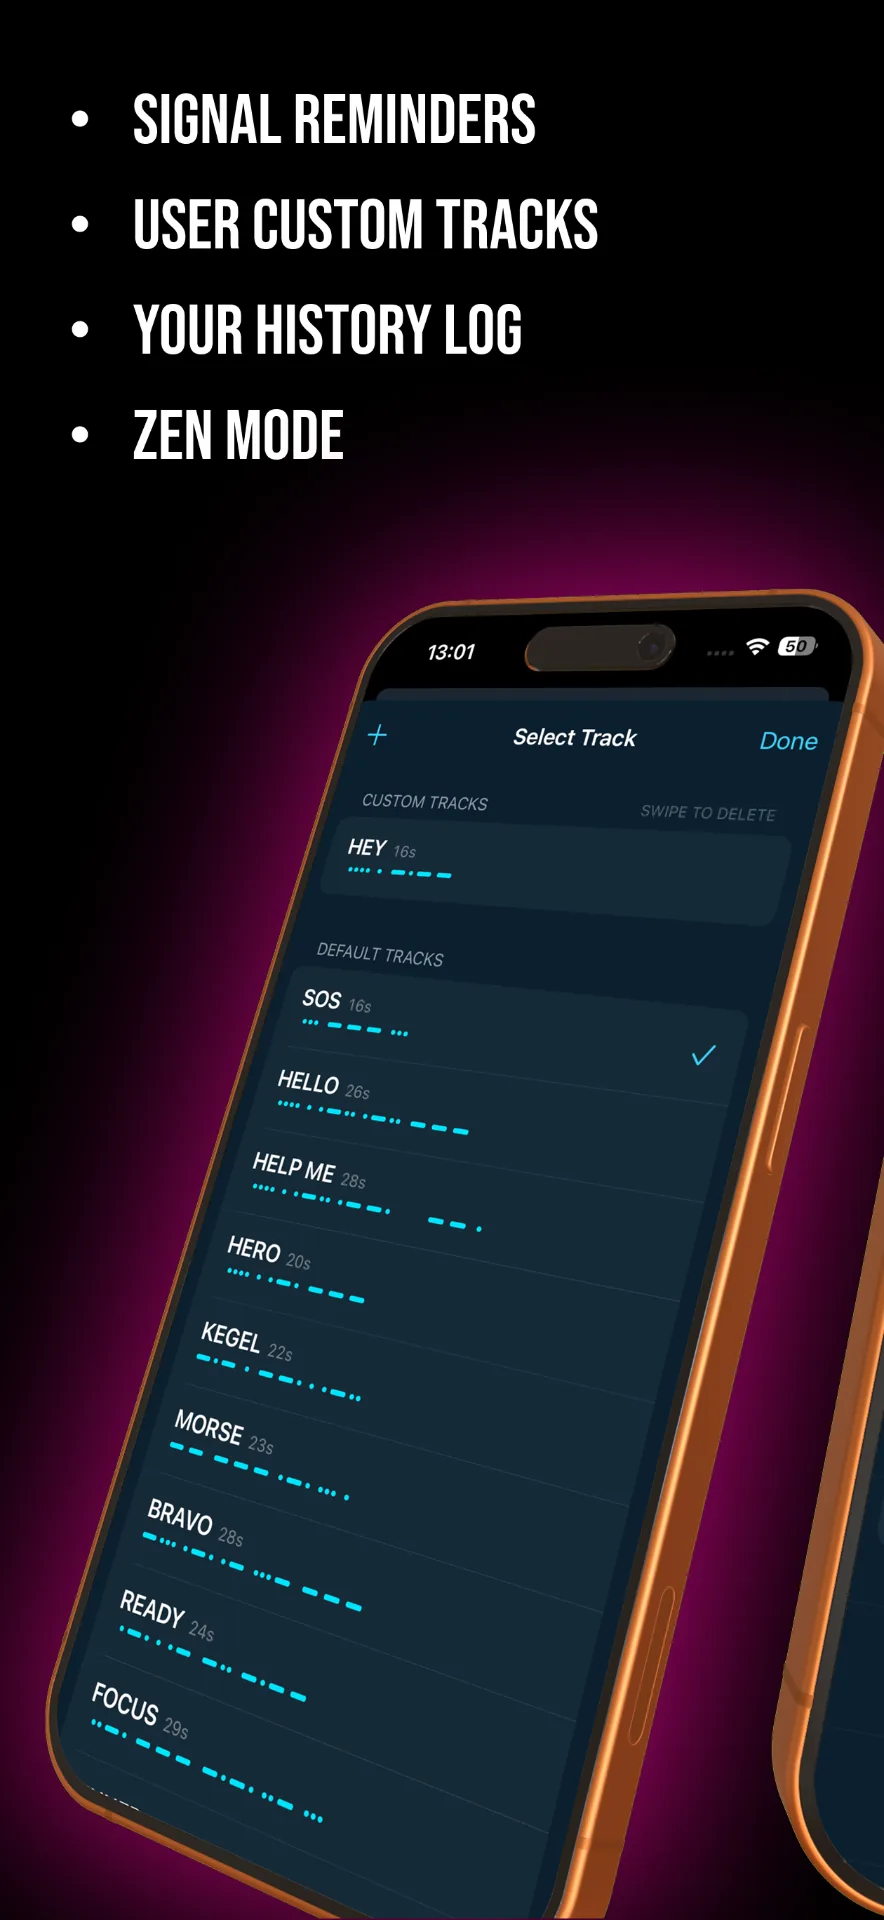 • SIGNAL REMINDERS
• USER CUSTOM TRACKS
• YOUR HISTORY LOG
• ZEN MODE
13:01 50
+ Select Track Done
CUSTOM TRACKS SWIPE TO DELETE
HEY 16s
DEFAULT TRACKS
SOS 16s
HELLO 26s
HELP ME 28s
HERO 20s
KEGEL 22s
MORSE 23s
BRAVO 28s
READY 24s
FOCUS 29s